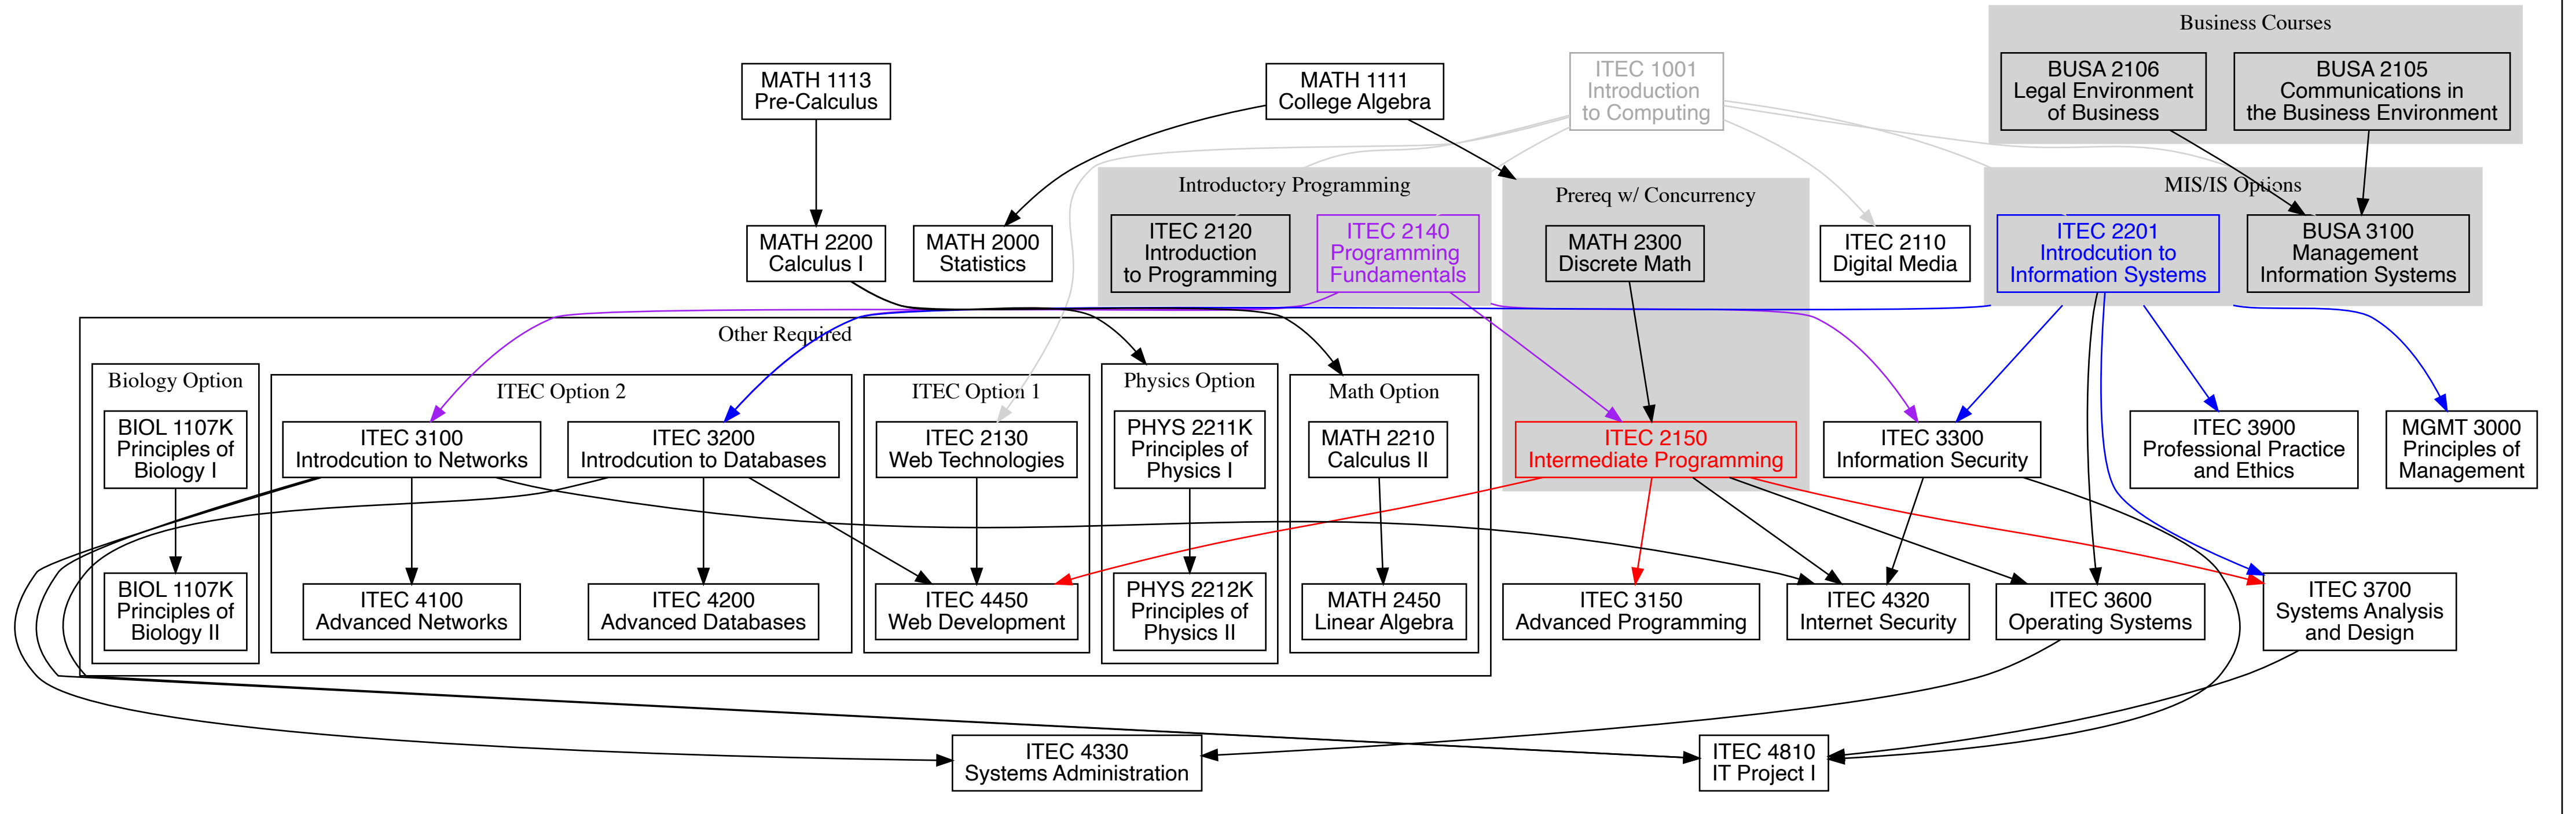 Business Courses
MATH 1113
Pre-Calculus
MATH 1111
College Algebra
ITEC 1001
Introduction
to Computing
BUSA 2106
Legal Environment
of Business
BUSA 2105
Communications in
the Business Environment
Introductory Programming
Prereq w/ Concurrency
MIS/IS Options
MATH 2200
Calculus I
MATH 2000
Statistics
ITEC 2120
Introduction
to Programming
ITEC 2140
Programming
Fundamentals
MATH 2300
Discrete Math
ITEC 2110
Digital Media
ITEC 2201
Introdcution to
Information Systems
BUSA 3100
Management
Information Systems
Other Required
Biology Option
ITEC Option 2
ITEC Option 1
Physics Option
Math Option
BIOL 1107K
Principles of
Biology I
ITEC 3100
Introdcution to Networks
ITEC 3200
Introdcution to Databases
ITEC 2130
Web Technologies
PHYS 2211K
Principles of
Physics I
MATH 2210
Calculus II
ITEC 2150
Intermediate Programming
ITEC 3300
Information Security
ITEC 3900
Professional Practice
and Ethics
MGMT 3000
Principles of
Management
BIOL 1107K
Principles of
Biology II
ITEC 4100
Advanced Networks
ITEC 4200
Advanced Databases
ITEC 4450
Web Development
PHYS 2212K
Principles of
Physics II
MATH 2450
Linear Algebra
ITEC 3150
Advanced Programming
ITEC 4320
Internet Security
ITEC 3600
Operating Systems
ITEC 3700
Systems Analysis
and Design
ITEC 4330
Systems Administration
ITEC 4810
IT Project I